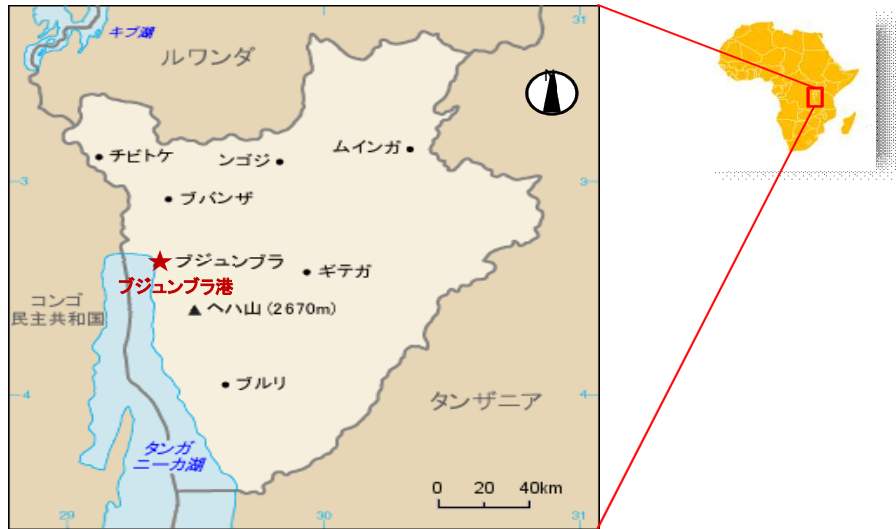 31
キブ湖
ルワンダ
チビトケ
ンゴジ
ムインガ
3
3
ブバンザ
ブジュンブラ
ギテガ
ブジュンブラ港
コンゴ
民主共和国
ヘハ山(2670m)
ブルリ
4
4
タンザニア
タンガ
ニーカ湖
0 20 40km
29
30
31